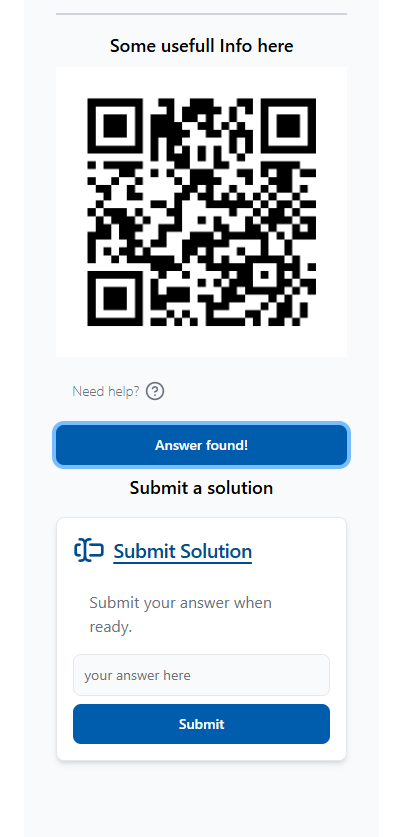 Some usefull Info here
Need help?
Answer found!
Submit a solution
Submit Solution
Submit your answer when
ready.
your answer here
Submit